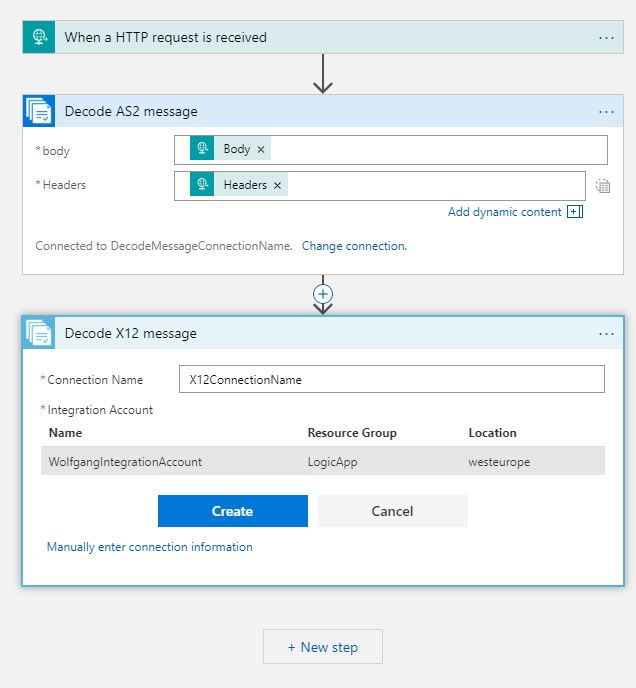 When a HTTP request is received ...
Decode AS2 message ...
*body Body ×
*Headers Headers ×
Add dynamic content +
Connected to DecodeMessageConnectionName. Change connection.
+
Decode X12 message ...
*Connection Name X12ConnectionName
*Integration Account
Name Resource Group Location
WolfgangIntegrationAccount LogicApp westeurope
Create Cancel
Manually enter connection information
+ New step